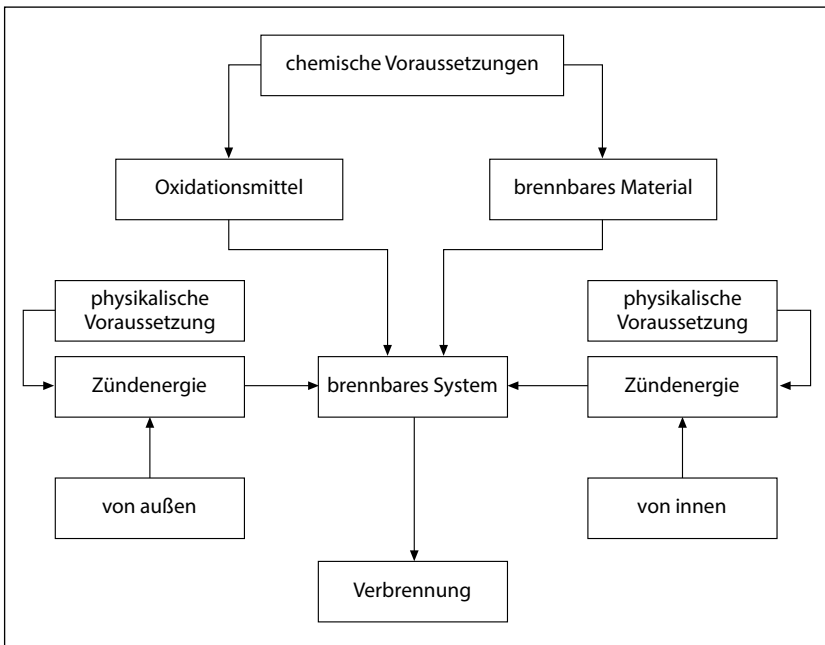 chemische Voraussetzungen
Oxidationsmittel
brennbares Material
physikalische
Voraussetzung
physikalische
Voraussetzung
Zündenergie
brennbares System
Zündenergie
von außen
von innen
Verbrennung